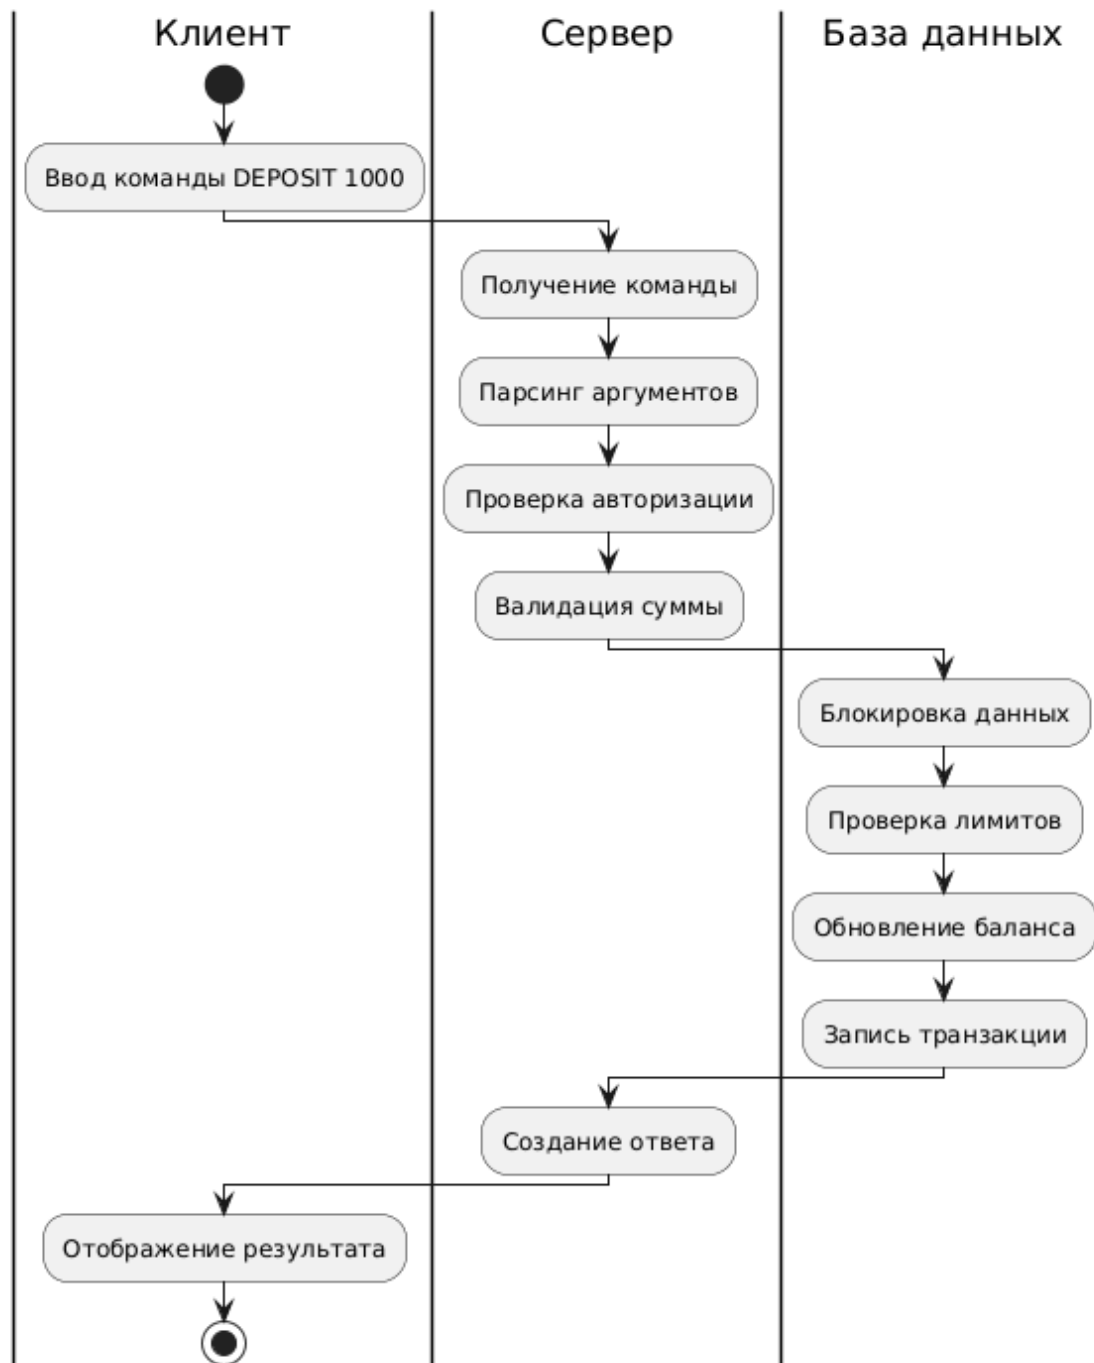 Клиент
Сервер
База данных
Ввод команды DEPOSIT 1000
Получение команды
Парсинг аргументов
Проверка авторизации
Валидация суммы
Блокировка данных
Проверка лимитов
Обновление баланса
Запись транзакции
Создание ответа
Отображение результата